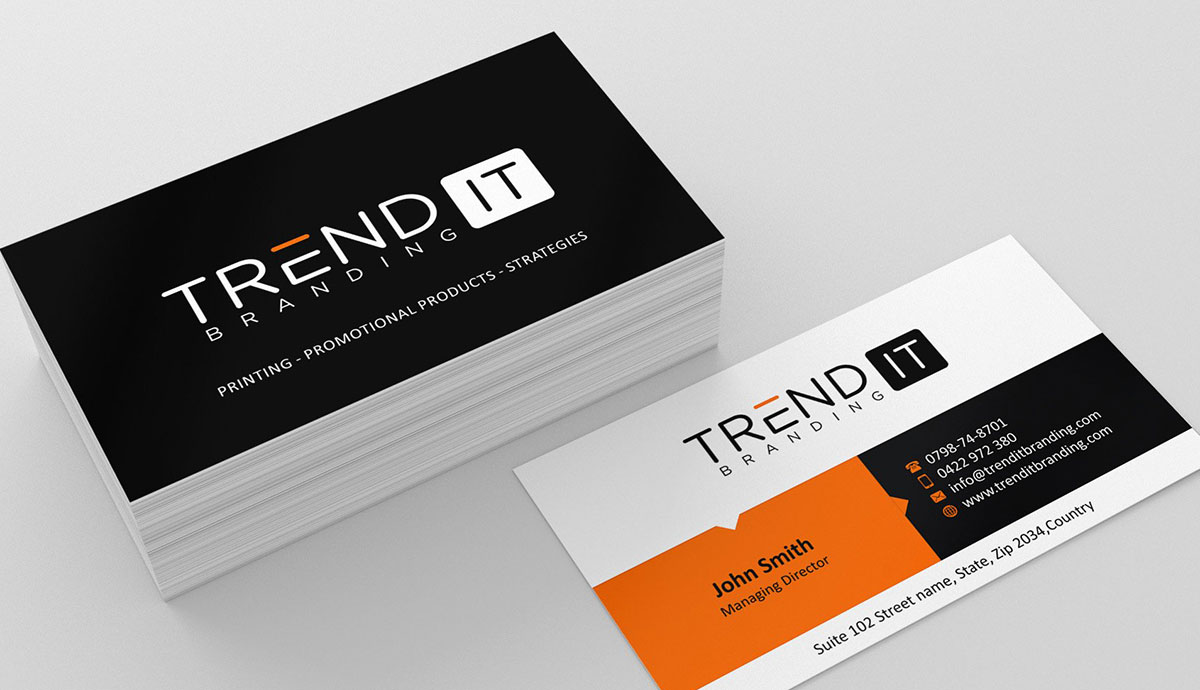 TREND IT
BRANDING
PRINTING - PROMOTIONAL PRODUCTS - STRATEGIES
TREND IT
BRANDING
0798-74-8701
0422 972 380
info@trenditbranding.com
www.trenditbranding.com
John Smith
Managing Director
Suite 102 Street name, State, Zip 2034,Country